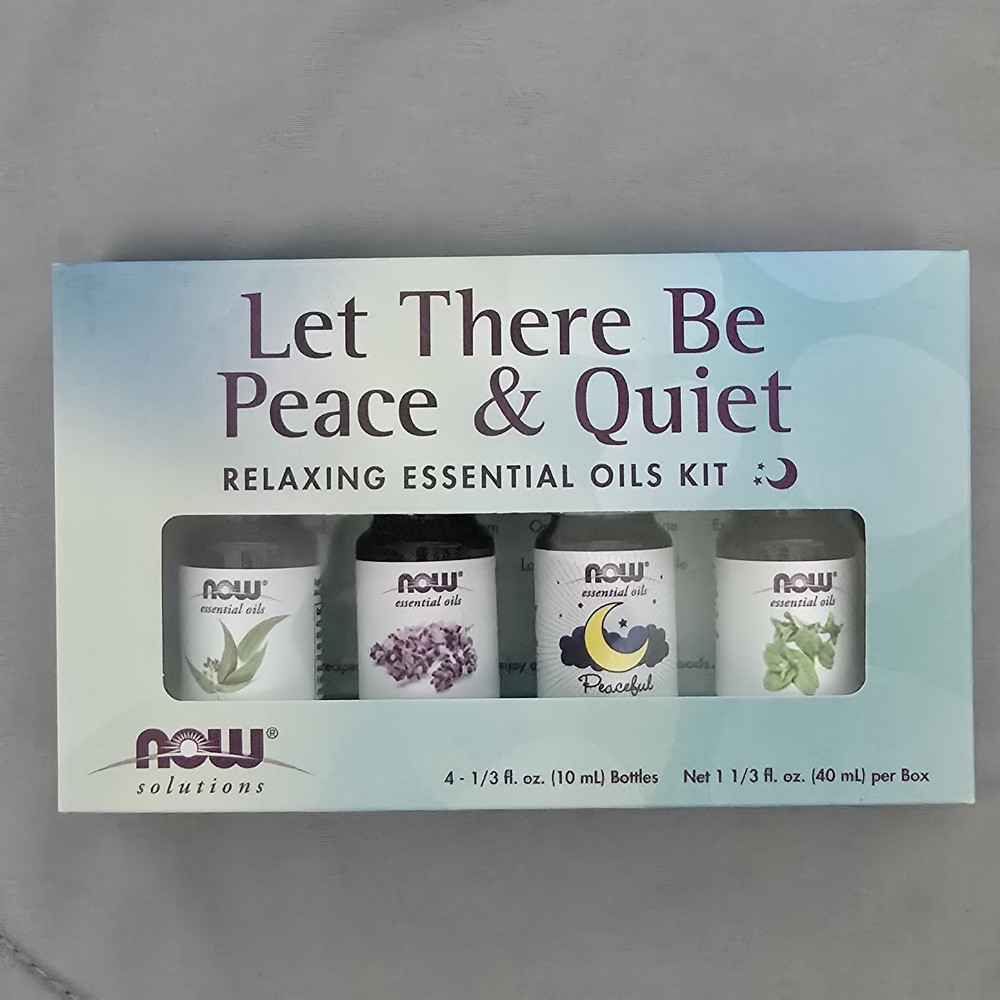 Let There Be
Peace & Quiet
RELAXING ESSENTIAL OILS KIT
now®
essential oils
now®
essential oils
now®
essential oils
Peaceful
now®
essential oils
now®
solutions
4 - 1/3 fl. oz. (10 mL) Bottles Net 1 1/3 fl. oz. (40 mL) per Box